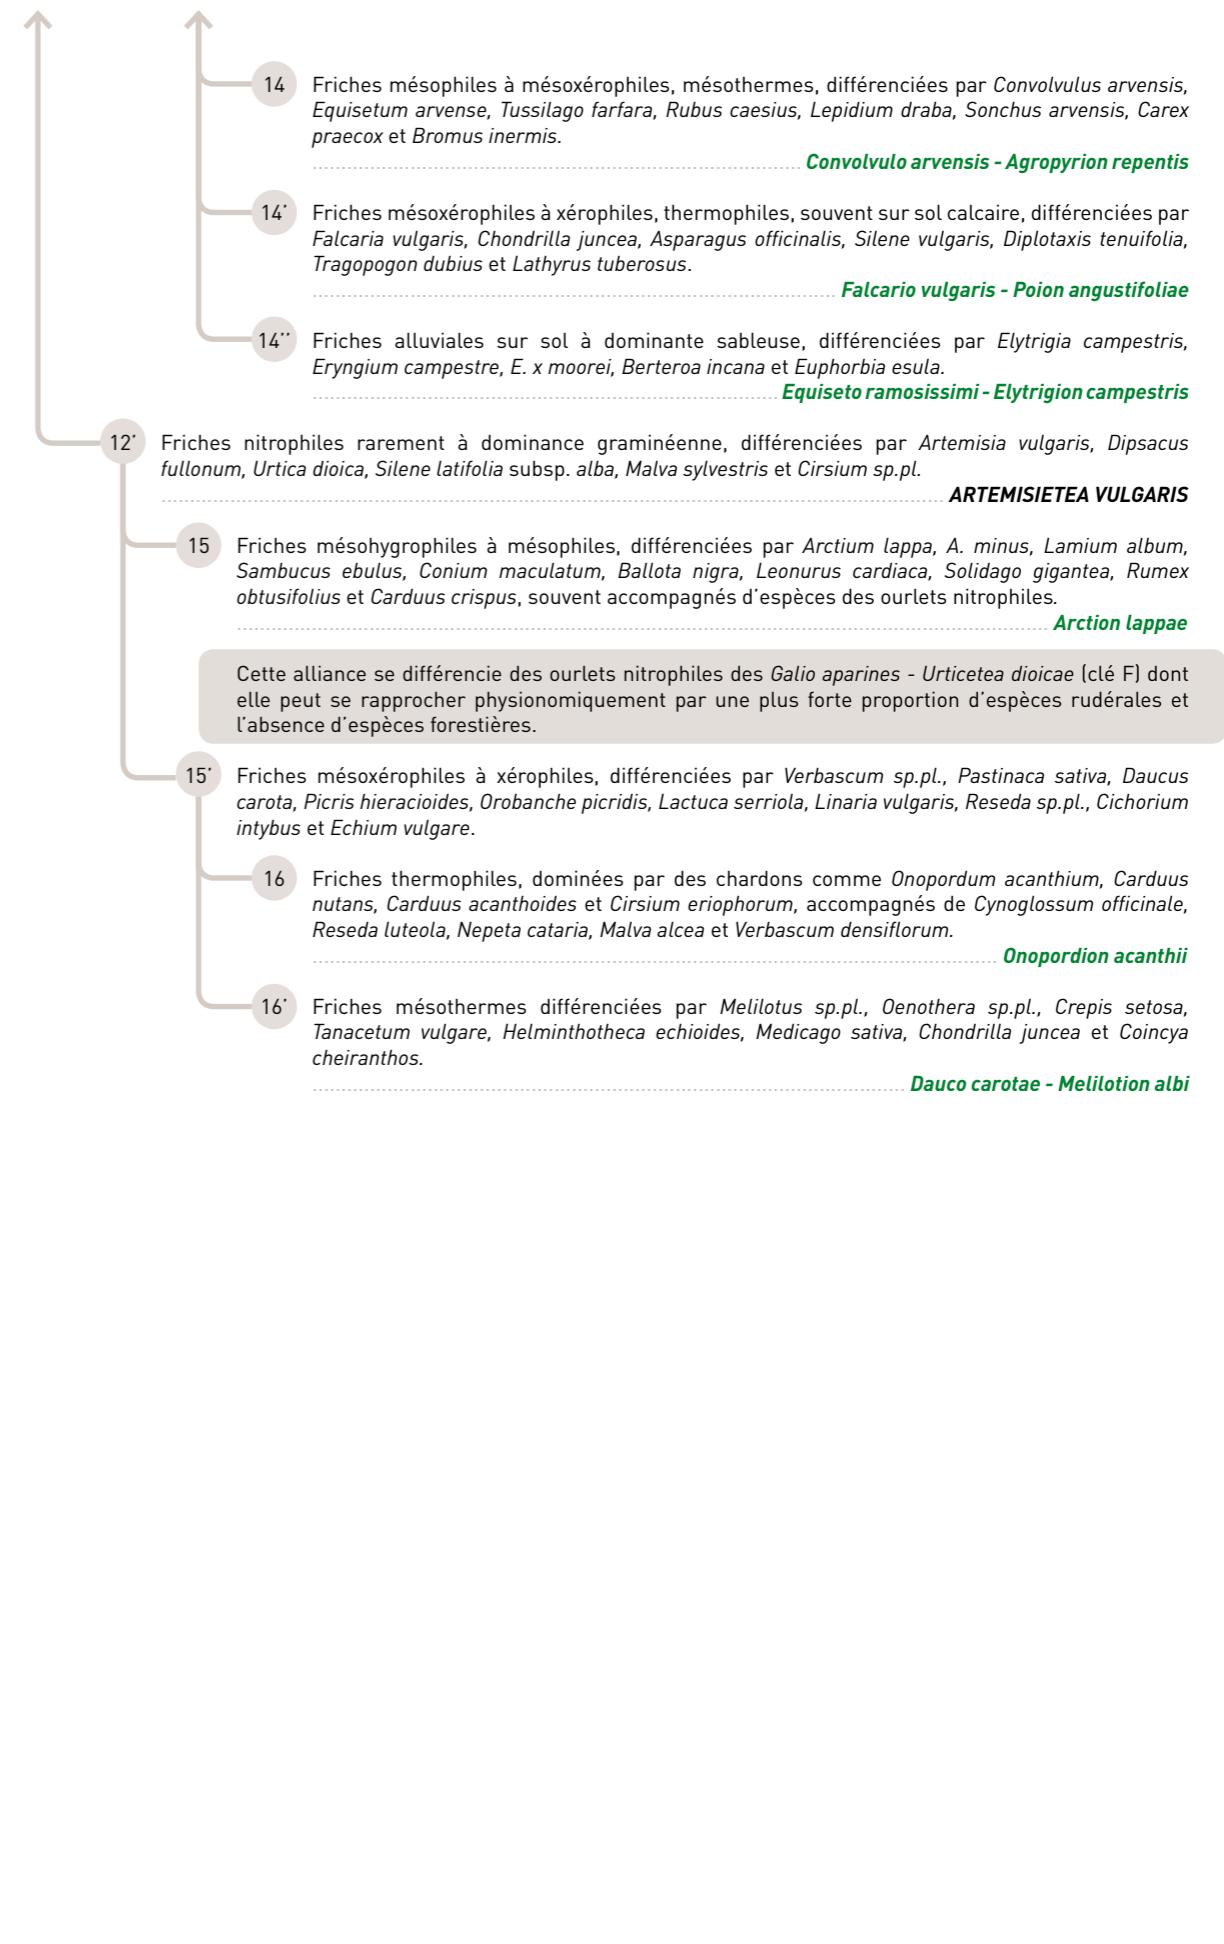 14 Friches mésophiles à mésoxérophiles, mésothermes, différenciées par Convolvulus arvensis,
Equisetum arvense, Tussilago farfara, Rubus caesius, Lepidium draba, Sonchus arvensis, Carex
praecox et Bromus inermis.
Convolvulo arvensis - Agropyrion repentis
14’ Friches mésoxérophiles à xérophiles, thermophiles, souvent sur sol calcaire, différenciées par
Falcaria vulgaris, Chondrilla juncea, Asparagus officinalis, Silene vulgaris, Diplotaxis tenuifolia,
Tragopogon dubius et Lathyrus tuberosus.
Falcario vulgaris - Poion angustifoliae
14’’ Friches alluviales sur sol à dominante sableuse, différenciées par Elytrigia campestris,
Eryngium campestre, E. x moorei, Berteroa incana et Euphorbia esula.
Equiseto ramosissimi - Elytrigion campestris
12’ Friches nitrophiles rarement à dominance graminéenne, différenciées par Artemisia vulgaris, Dipsacus
fullonum, Urtica dioica, Silene latifolia subsp. alba, Malva sylvestris et Cirsium sp.pl.
ARTEMISIETEA VULGARIS
15 Friches mésohygrophiles à mésophiles, différenciées par Arctium lappa, A. minus, Lamium album,
Sambucus ebulus, Conium maculatum, Ballota nigra, Leonurus cardiaca, Solidago gigantea, Rumex
obtusifolius et Carduus crispus, souvent accompagnés d’espèces des ourlets nitrophiles.
Arction lappae
Cette alliance se différencie des ourlets nitrophiles des Galio aparines - Urticetea dioicae (clé F) dont
elle peut se rapprocher physionomiquement par une plus forte proportion d’espèces rudérales et
l’absence d’espèces forestières.
15’ Friches mésoxérophiles à xérophiles, différenciées par Verbascum sp.pl., Pastinaca sativa, Daucus
carota, Picris hieracioides, Orobanche picridis, Lactuca serriola, Linaria vulgaris, Reseda sp.pl., Cichorium
intybus et Echium vulgare.
16 Friches thermophiles, dominées par des chardons comme Onopordum acanthium, Carduus
nutans, Carduus acanthoides et Cirsium eriophorum, accompagnés de Cynoglossum officinale,
Reseda luteola, Nepeta cataria, Malva alcea et Verbascum densiflorum.
Onopordion acanthii
16’ Friches mésothermes différenciées par Melilotus sp.pl., Oenothera sp.pl., Crepis setosa,
Tanacetum vulgare, Helminthotheca echioides, Medicago sativa, Chondrilla juncea et Coincya
cheiranthos.
Dauco carotae - Melilotion albi